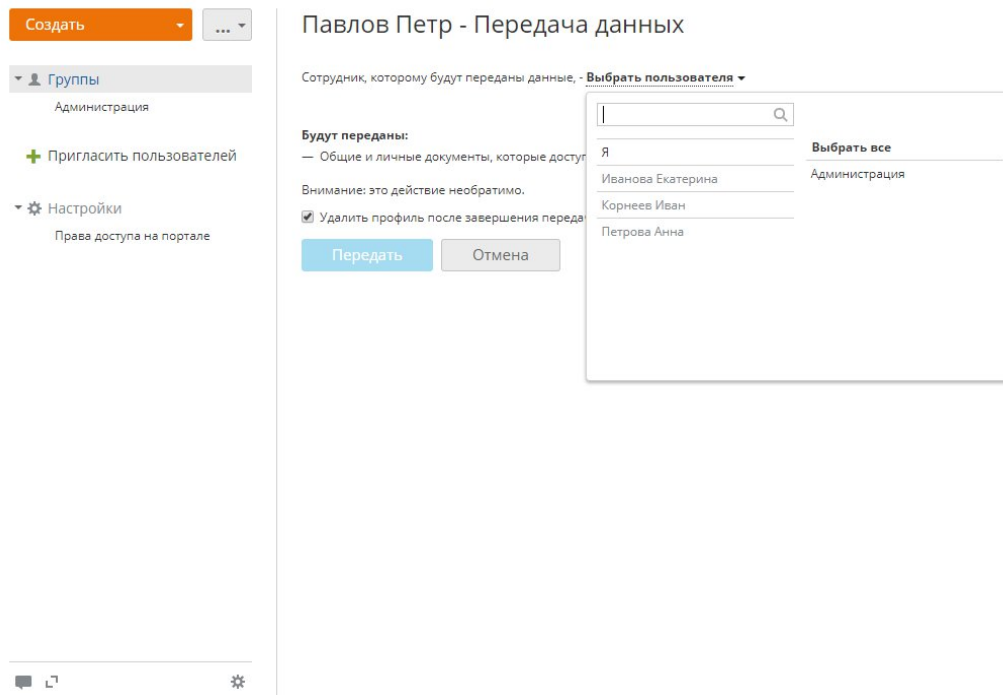 Создать
...
Группы
Администрация
Пригласить пользователей
Настройки
Права доступа на портале
Павлов Петр - Передача данных
Сотрудник, которому будут переданы данные, - Выбрать пользователя
Будут переданы:
— Общие и личные документы, которые
Внимание: это действие необратимо.
Удалить профиль после завершения
Передать
Отмена
Я
Иванова Екатерина
Корнеев Иван
Петрова Анна
Выбрать все
Администрация